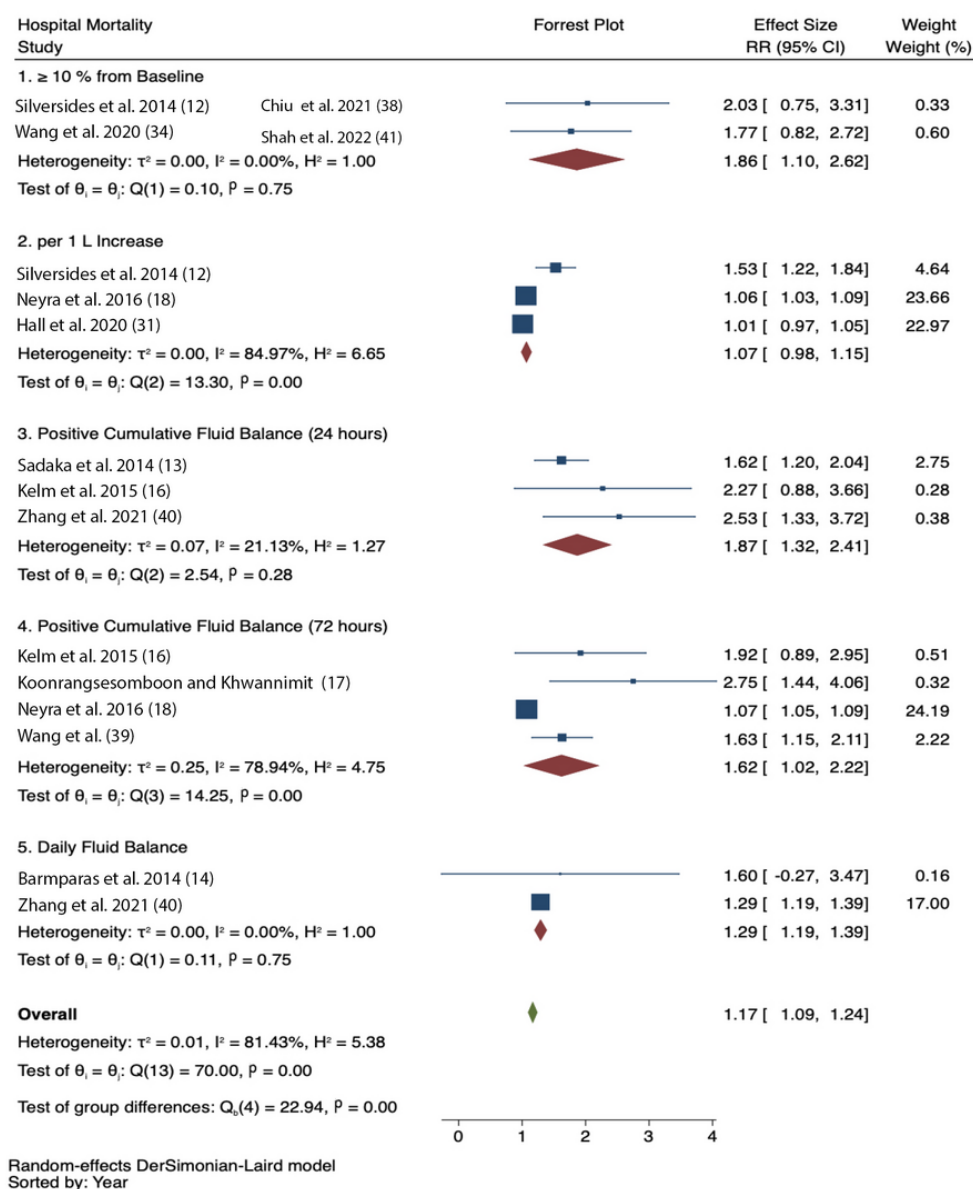 Hospital Mortality Forrest Plot Effect Size Weight
Study RR (95% CI) Weight (%)
1. ≥ 10 % from Baseline
Silversides et al. 2014 (12) Chiu et al. 2021 (38) 2.03 [ 0.75, 3.31] 0.33
Wang et al. 2020 (34) Shah et al. 2022 (41) 1.77 [ 0.82, 2.72] 0.60
Heterogeneity: τ² = 0.00, I² = 0.00%, H² = 1.00 1.86 [ 1.10, 2.62]
Test of θᵢ = θⱼ: Q(1) = 0.10, P = 0.75
2. per 1 L Increase
Silversides et al. 2014 (12) 1.53 [ 1.22, 1.84] 4.64
Neyra et al. 2016 (18) 1.06 [ 1.03, 1.09] 23.66
Hall et al. 2020 (31) 1.01 [ 0.97, 1.05] 22.97
Heterogeneity: τ² = 0.00, I² = 84.97%, H² = 6.65 1.07 [ 0.98, 1.15]
Test of θᵢ = θⱼ: Q(2) = 13.30, P = 0.00
3. Positive Cumulative Fluid Balance (24 hours)
Sadaka et al. 2014 (13) 1.62 [ 1.20, 2.04] 2.75
Kelm et al. 2015 (16) 2.27 [ 0.88, 3.66] 0.28
Zhang et al. 2021 (40) 2.53 [ 1.33, 3.72] 0.38
Heterogeneity: τ² = 0.07, I² = 21.13%, H² = 1.27 1.87 [ 1.32, 2.41]
Test of θᵢ = θⱼ: Q(2) = 2.54, P = 0.28
4. Positive Cumulative Fluid Balance (72 hours)
Kelm et al. 2015 (16) 1.92 [ 0.89, 2.95] 0.51
Koonrangsesomboon and Khwannimit (17) 2.75 [ 1.44, 4.06] 0.32
Neyra et al. 2016 (18) 1.07 [ 1.05, 1.09] 24.19
Wang et al. (39) 1.63 [ 1.15, 2.11] 2.22
Heterogeneity: τ² = 0.25, I² = 78.94%, H² = 4.75 1.62 [ 1.02, 2.22]
Test of θᵢ = θⱼ: Q(3) = 14.25, P = 0.00
5. Daily Fluid Balance
Barmparas et al. 2014 (14) 1.60 [ -0.27, 3.47] 0.16
Zhang et al. 2021 (40) 1.29 [ 1.19, 1.39] 17.00
Heterogeneity: τ² = 0.00, I² = 0.00%, H² = 1.00 1.29 [ 1.19, 1.39]
Test of θᵢ = θⱼ: Q(1) = 0.11, P = 0.75
Overall 1.17 [ 1.09, 1.24]
Heterogeneity: τ² = 0.01, I² = 81.43%, H² = 5.38
Test of θᵢ = θⱼ: Q(13) = 70.00, P = 0.00
Test of group differences: Q_b(4) = 22.94, P = 0.00
0 1 2 3 4
Random-effects DerSimonian-Laird model
Sorted by: Year